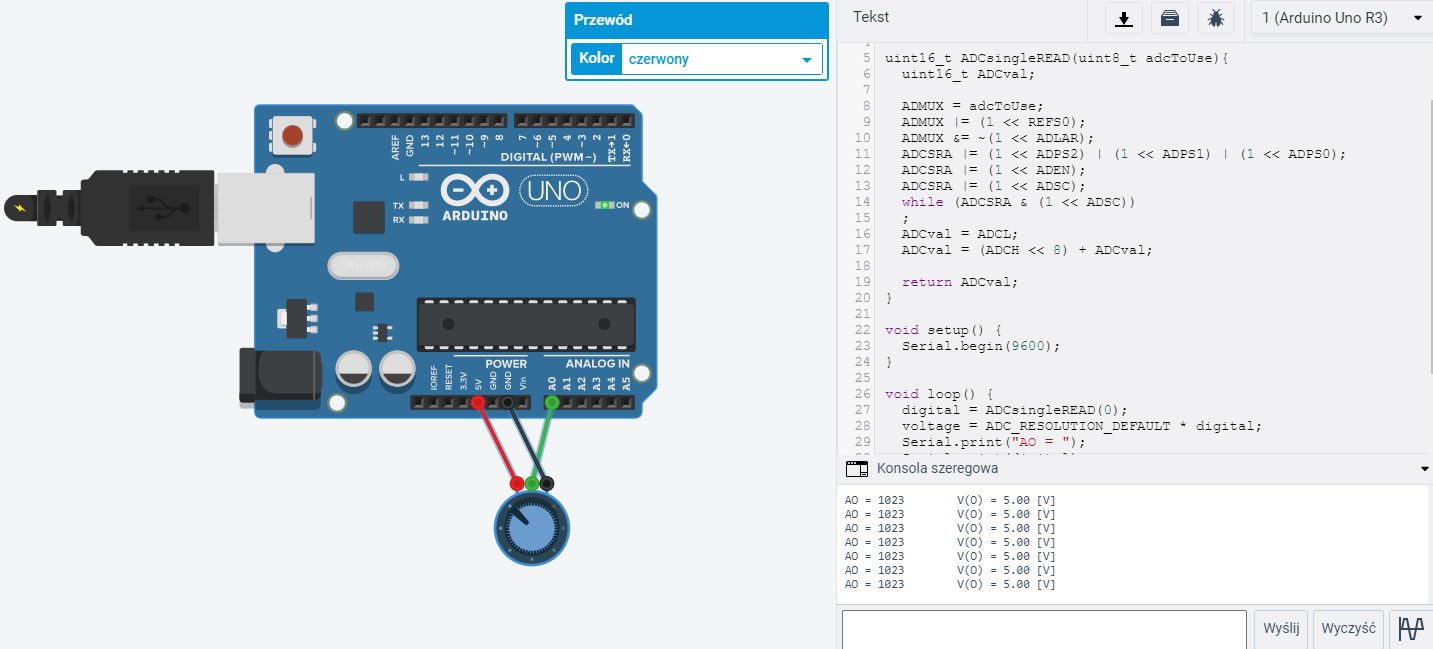 Przewód
Kolor czerwony
Tekst
1 (Arduino Uno R3)
5 uint16_t ADCsingleREAD(uint8_t adcToUse){
6 uint16_t ADCval;
7
8 ADMUX = adcToUse;
9 ADMUX |= (1 << REFS0);
10 ADMUX &= ~(1 << ADLAR);
11 ADCSRA |= (1 << ADPS2) | (1 << ADPS1) | (1 << ADPS0);
12 ADCSRA |= (1 << ADEN);
13 ADCSRA |= (1 << ADSC);
14 while (ADCSRA & (1 << ADSC))
15 ;
16 ADCval = ADCL;
17 ADCval = (ADCH << 8) + ADCval;
18
19 return ADCval;
20 }
21
22 void setup() {
23 Serial.begin(9600);
24 }
25
26 void loop() {
27 digital = ADCsingleREAD(0);
28 voltage = ADC_RESOLUTION_DEFAULT * digital;
29 Serial.print("AO = ");
Konsola szeregowa
AO = 1023 V(O) = 5.00 [V]
AO = 1023 V(O) = 5.00 [V]
AO = 1023 V(O) = 5.00 [V]
AO = 1023 V(O) = 5.00 [V]
AO = 1023 V(O) = 5.00 [V]
AO = 1023 V(O) = 5.00 [V]
AO = 1023 V(O) = 5.00 [V]
Wyślij
Wyczyść
AREF GND 13 12 ~11 ~10 ~9 8 7 ~6 ~5 4 ~3 2 TX→1 RX←0
DIGITAL (PWM~)
L
TX
RX
ARDUINO
UNO
ON
POWER
ANALOG IN
IOREF RESET 3.3V 5V GND GND Vin A0 A1 A2 A3 A4 A5